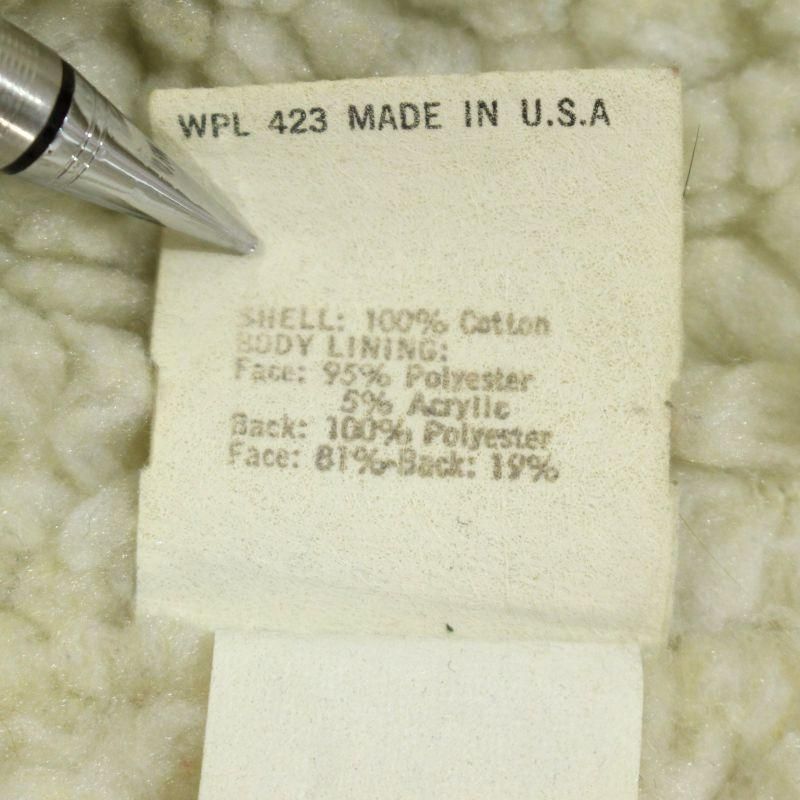 WPL 423 MADE IN U.S.A
SHELL: 100% Cotton
BODY LINING:
Face: 95% Polyester
5% Acrylic
Back: 100% Polyester
Face: 81%-Back: 19%